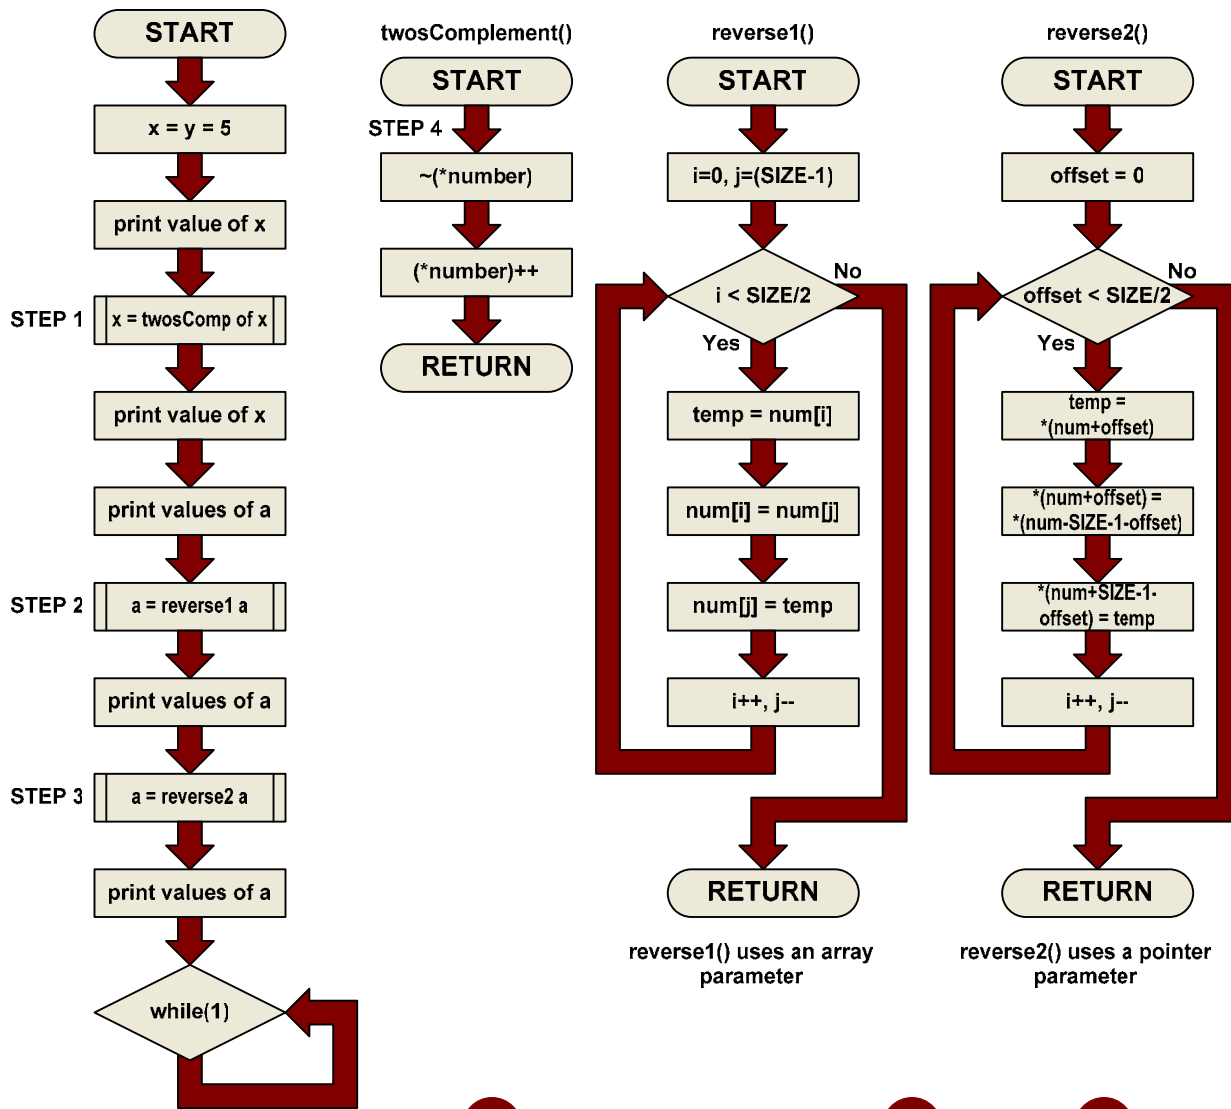 START
x = y = 5
print value of x
STEP 1
x = twosComp of x
print value of x
print values of a
STEP 2
a = reverse1 a
print values of a
STEP 3
a = reverse2 a
print values of a
while(1)
twosComplement()
START
STEP 4
~(*number)
(*number)++
RETURN
reverse1()
START
i=0, j=(SIZE-1)
i < SIZE/2
No
Yes
temp = num[i]
num[i] = num[j]
num[j] = temp
i++, j--
RETURN
reverse1() uses an array
parameter
reverse2()
START
offset = 0
offset < SIZE/2
No
Yes
temp =
*(num+offset)
*(num+offset) =
*(num-SIZE-1-offset)
*(num+SIZE-1-
offset) = temp
i++, j--
RETURN
reverse2() uses a pointer
parameter